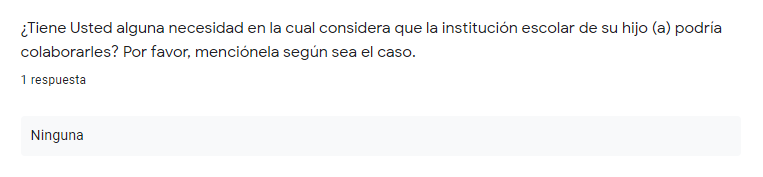 ¿Tiene Usted alguna necesidad en la cual considera que la institución escolar de su hijo (a) podría
colaborarles? Por favor, menciónela según sea el caso.
1 respuesta
Ninguna